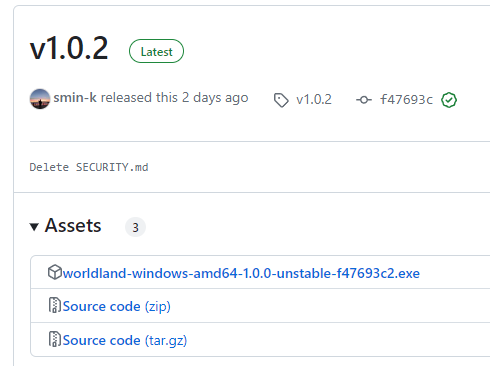 v1.0.2 Latest
smin-k released this 2 days ago v1.0.2 f47693c
Delete SECURITY.md
Assets 3
worldland-windows-amd64-1.0.0-unstable-f47693c2.exe
Source code (zip)
Source code (tar.gz)